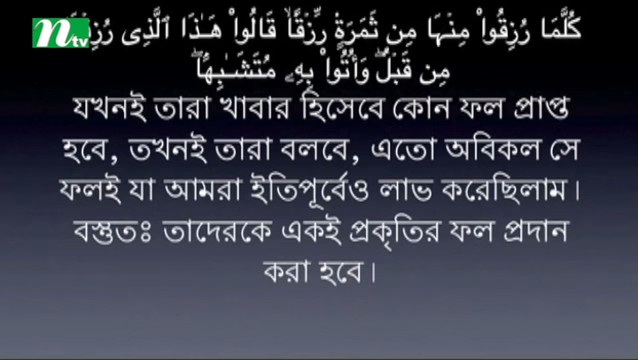 ntv
كُلَّمَا رُزِقُوا۟ مِنْهَا مِن ثَمَرَةٍۢ رِّزْقًۭا ۙ قَالُوا۟ هَـٰذَا ٱلَّذِى
مِن قَبْلُ ۖ وَأُتُوا۟ بِهِۦ مُتَشَـٰبِهًۭا ۖ
যখনই তারা খাবার হিসেবে কোন ফল প্রাপ্ত
হবে, তখনই তারা বলবে, এতো অবিকল সে
ফলই যা আমরা ইতিপূর্বেও লাভ করেছিলাম।
বস্তুতঃ তাদেরকে একই প্রকৃতির ফল প্রদান
করা হবে।